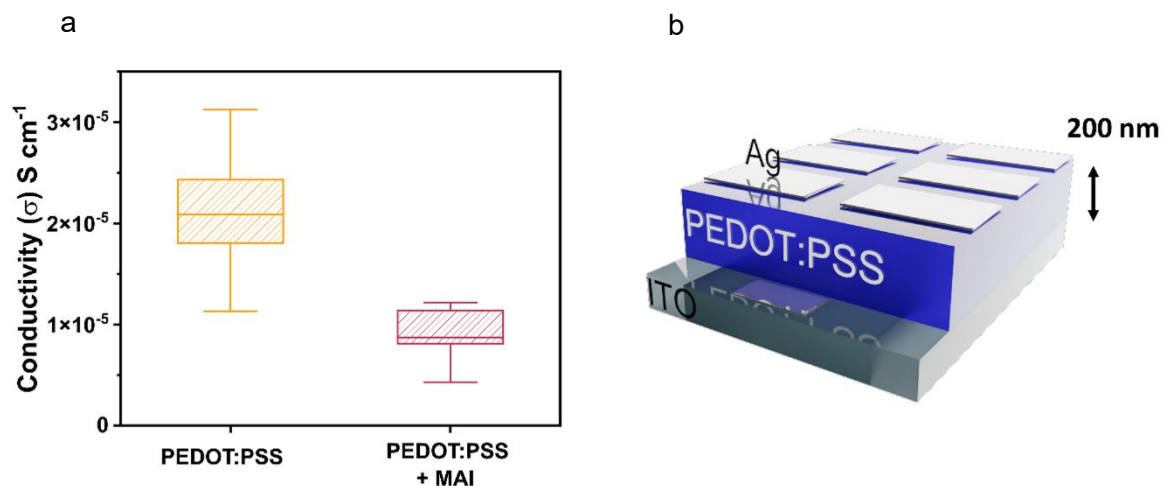 a
b
Conductivity (σ) S cm⁻¹
3×10⁻⁵
2×10⁻⁵
1×10⁻⁵
0
PEDOT:PSS
PEDOT:PSS
+ MAI
Ag
PEDOT:PSS
ITO
200 nm